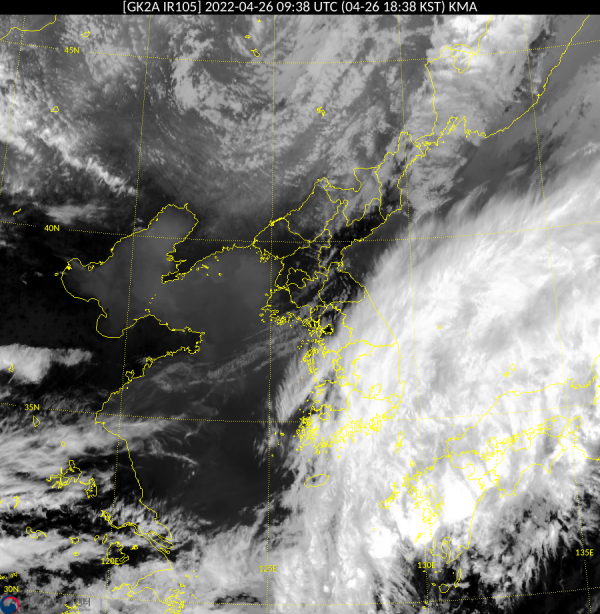 [GK2A IR105] 2022-04-26 09:38 UTC (04-26 18:38 KST) KMA
45N
40N
35N
135E
120E
125E
130E
30N